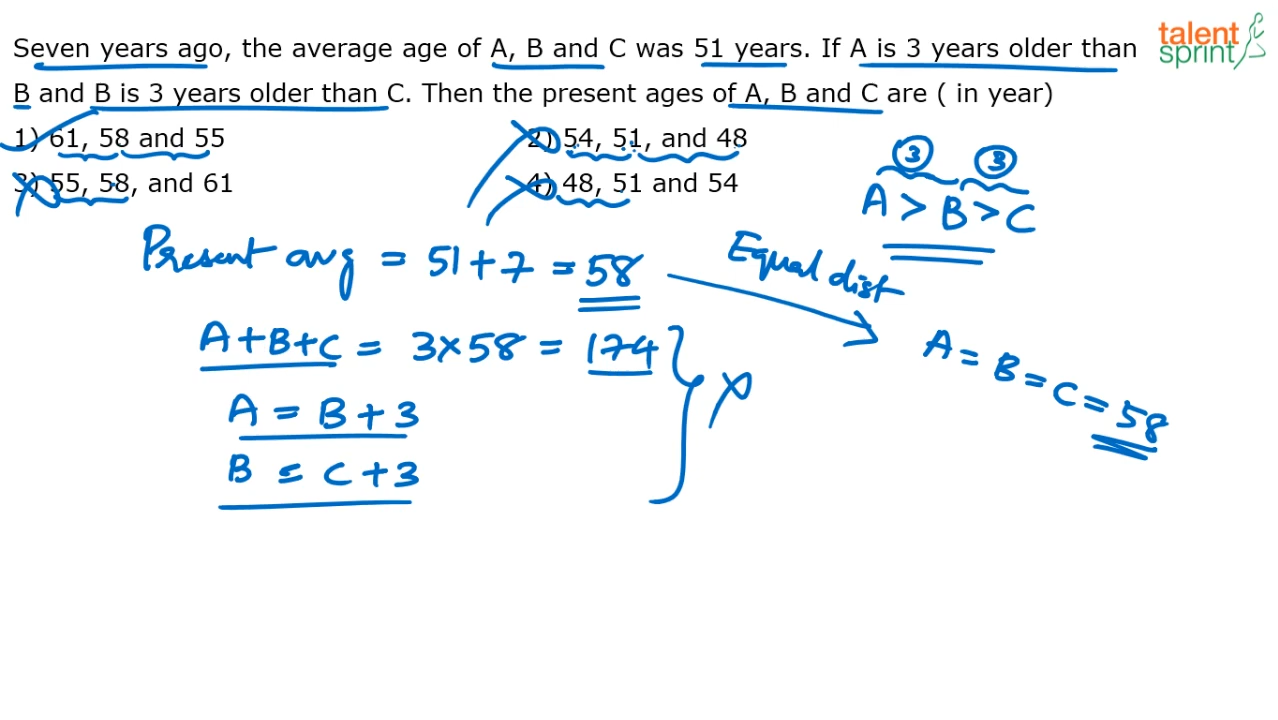 talent
sprint
Seven years ago, the average age of A, B and C was 51 years. If A is 3 years older than
B and B is 3 years older than C. Then the present ages of A, B and C are ( in year)
1) 61, 58 and 55
2) 54, 51, and 48
3) 55, 58, and 61
4) 48, 51 and 54
3 3
A > B > C
Present avg = 51 + 7 = 58
Equal dist
A + B + C = 3 × 58 = 174
A = B = C = 58
A = B + 3
B = C + 3